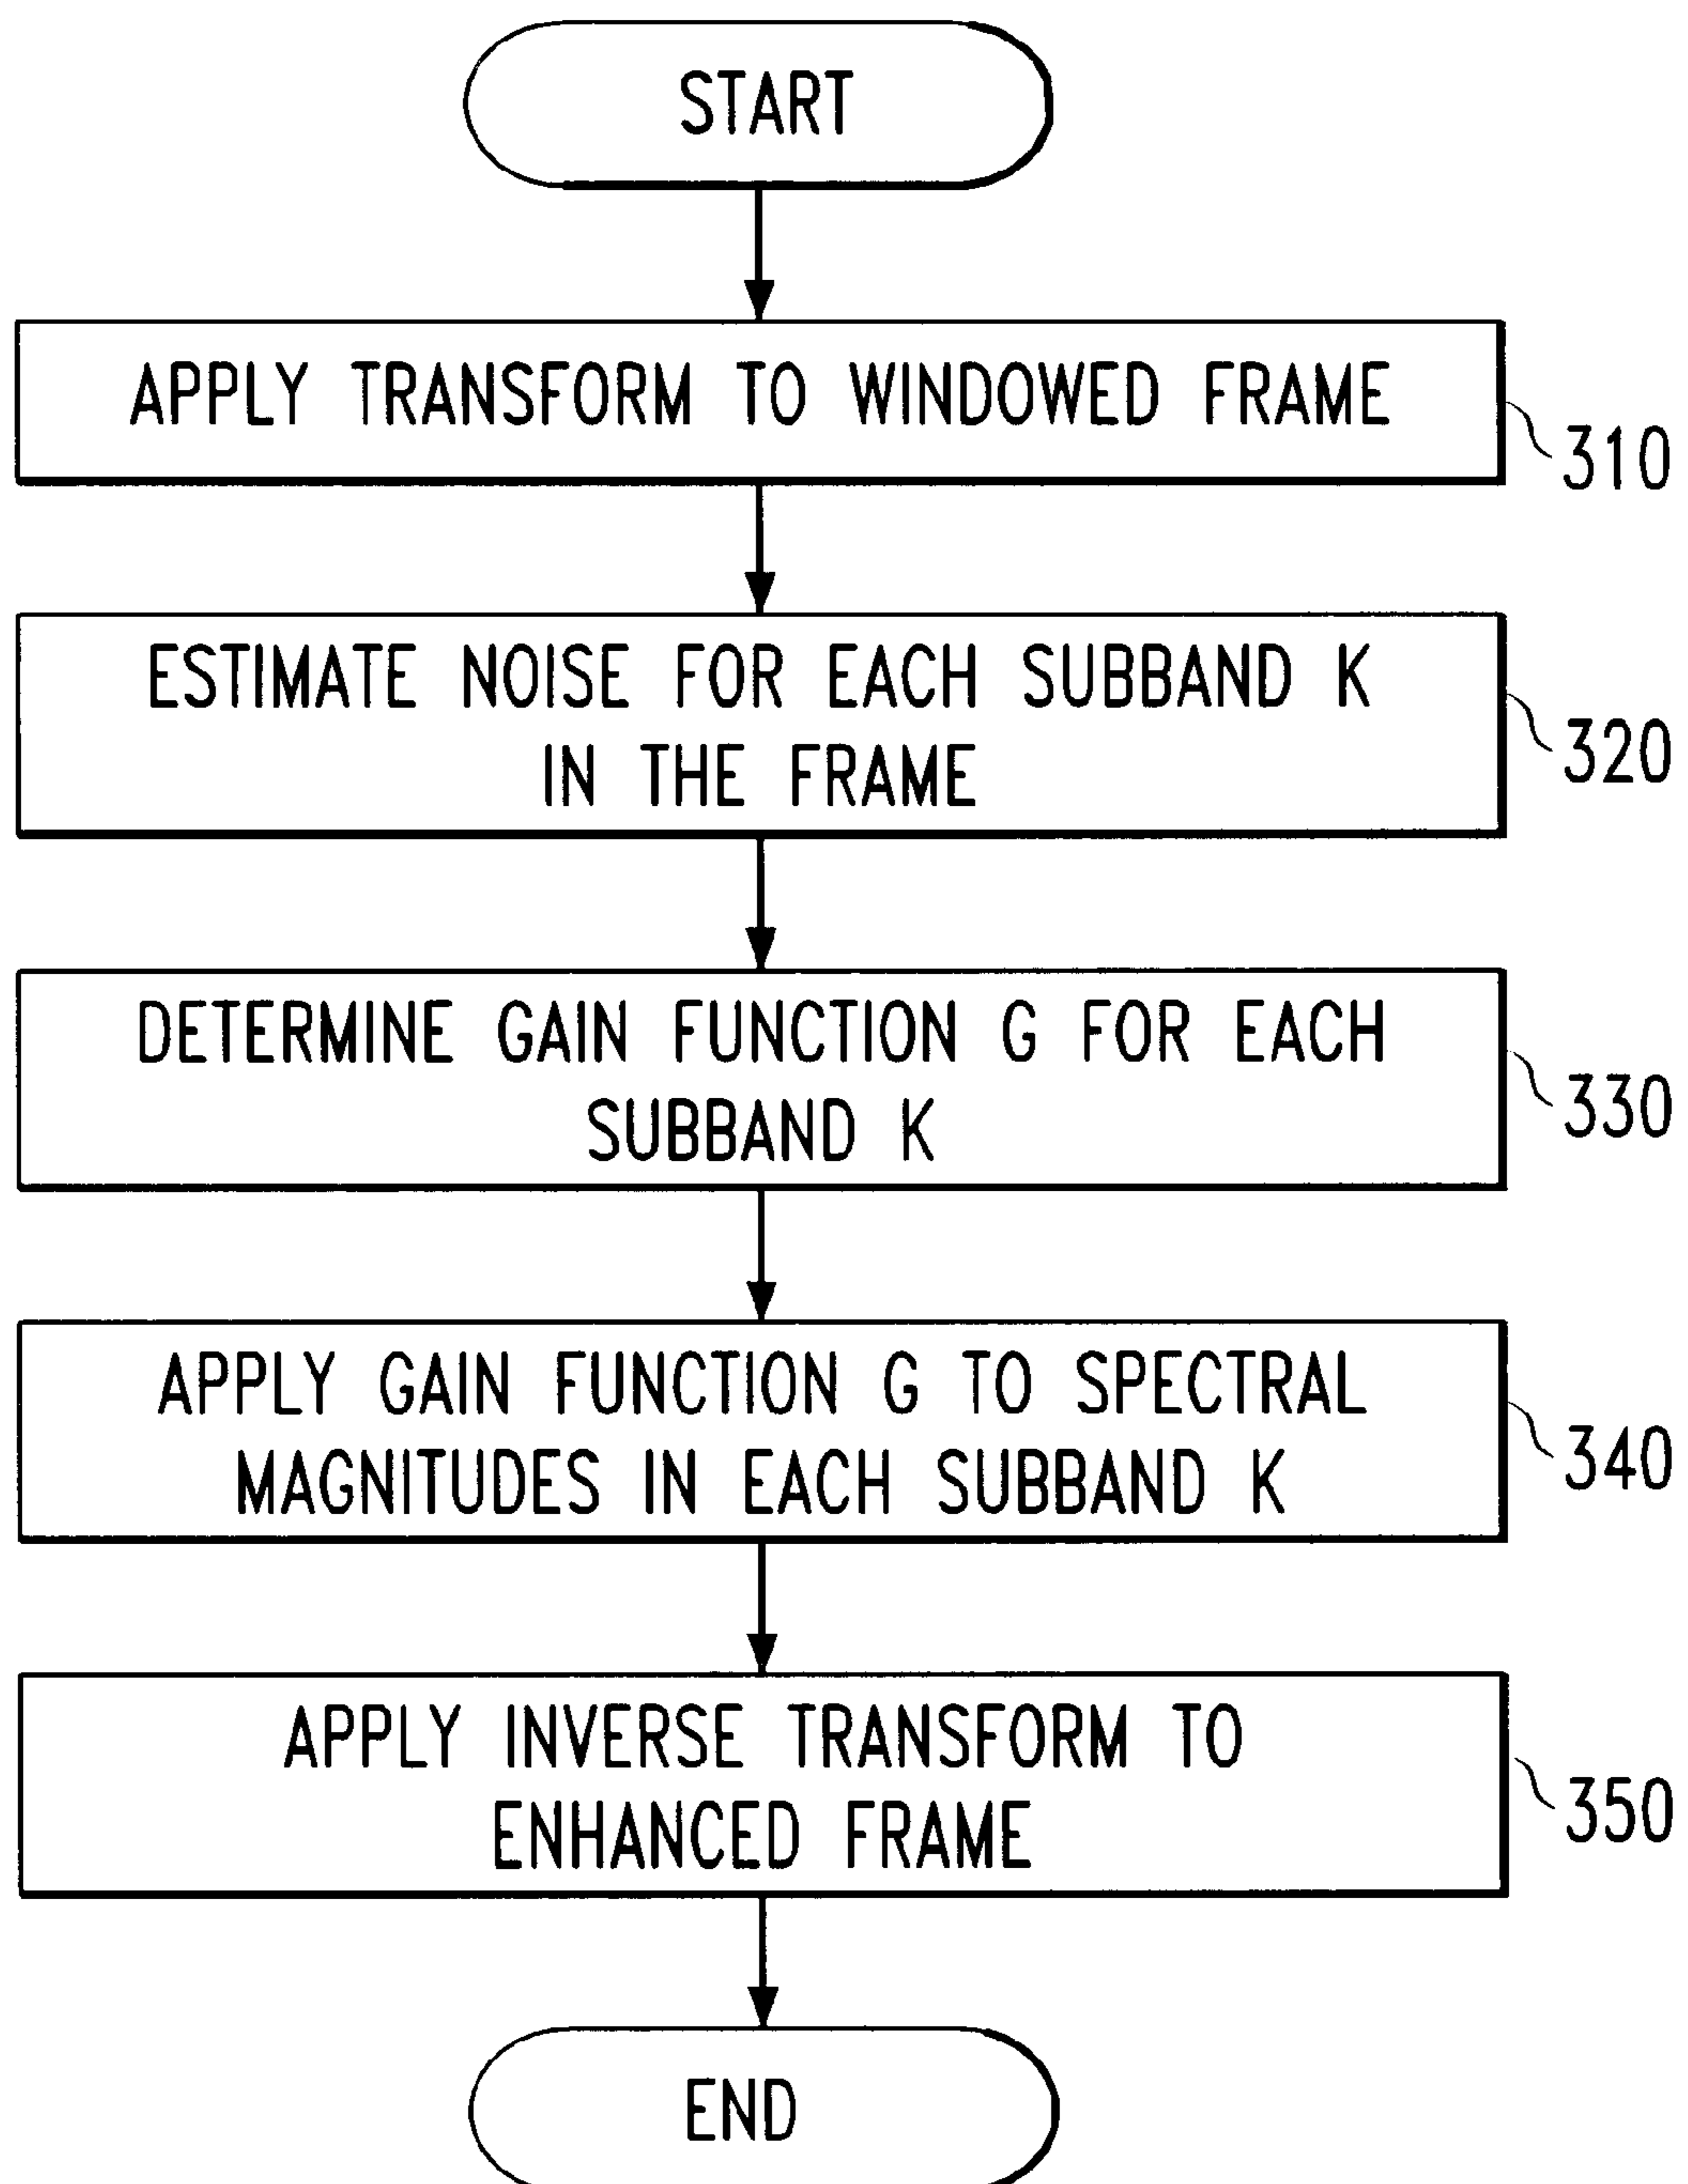 START
APPLY TRANSFORM TO WINDOWED FRAME
310
ESTIMATE NOISE FOR EACH SUBBAND K
IN THE FRAME
320
DETERMINE GAIN FUNCTION G FOR EACH
SUBBAND K
330
APPLY GAIN FUNCTION G TO SPECTRAL
MAGNITUDES IN EACH SUBBAND K
340
APPLY INVERSE TRANSFORM TO
ENHANCED FRAME
350
END